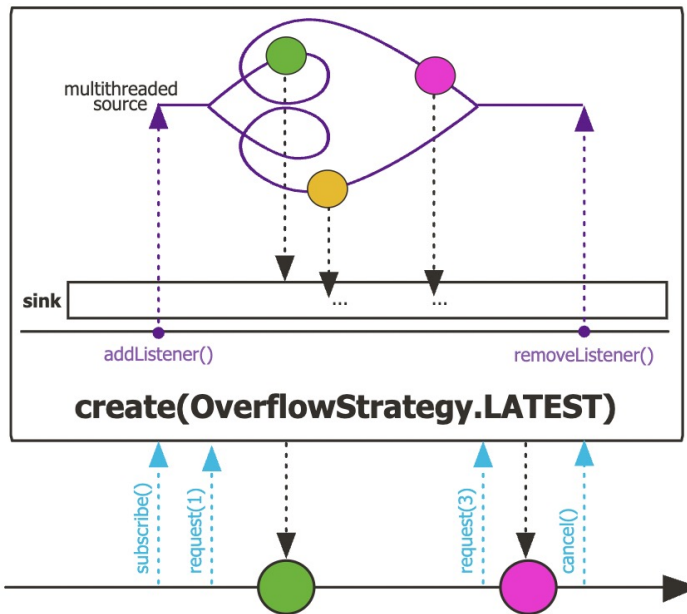 multithreaded
source
sink
...
...
addListener()
removeListener()
create(OverflowStrategy.LATEST)
subscribe()
request(1)
request(3)
cancel()